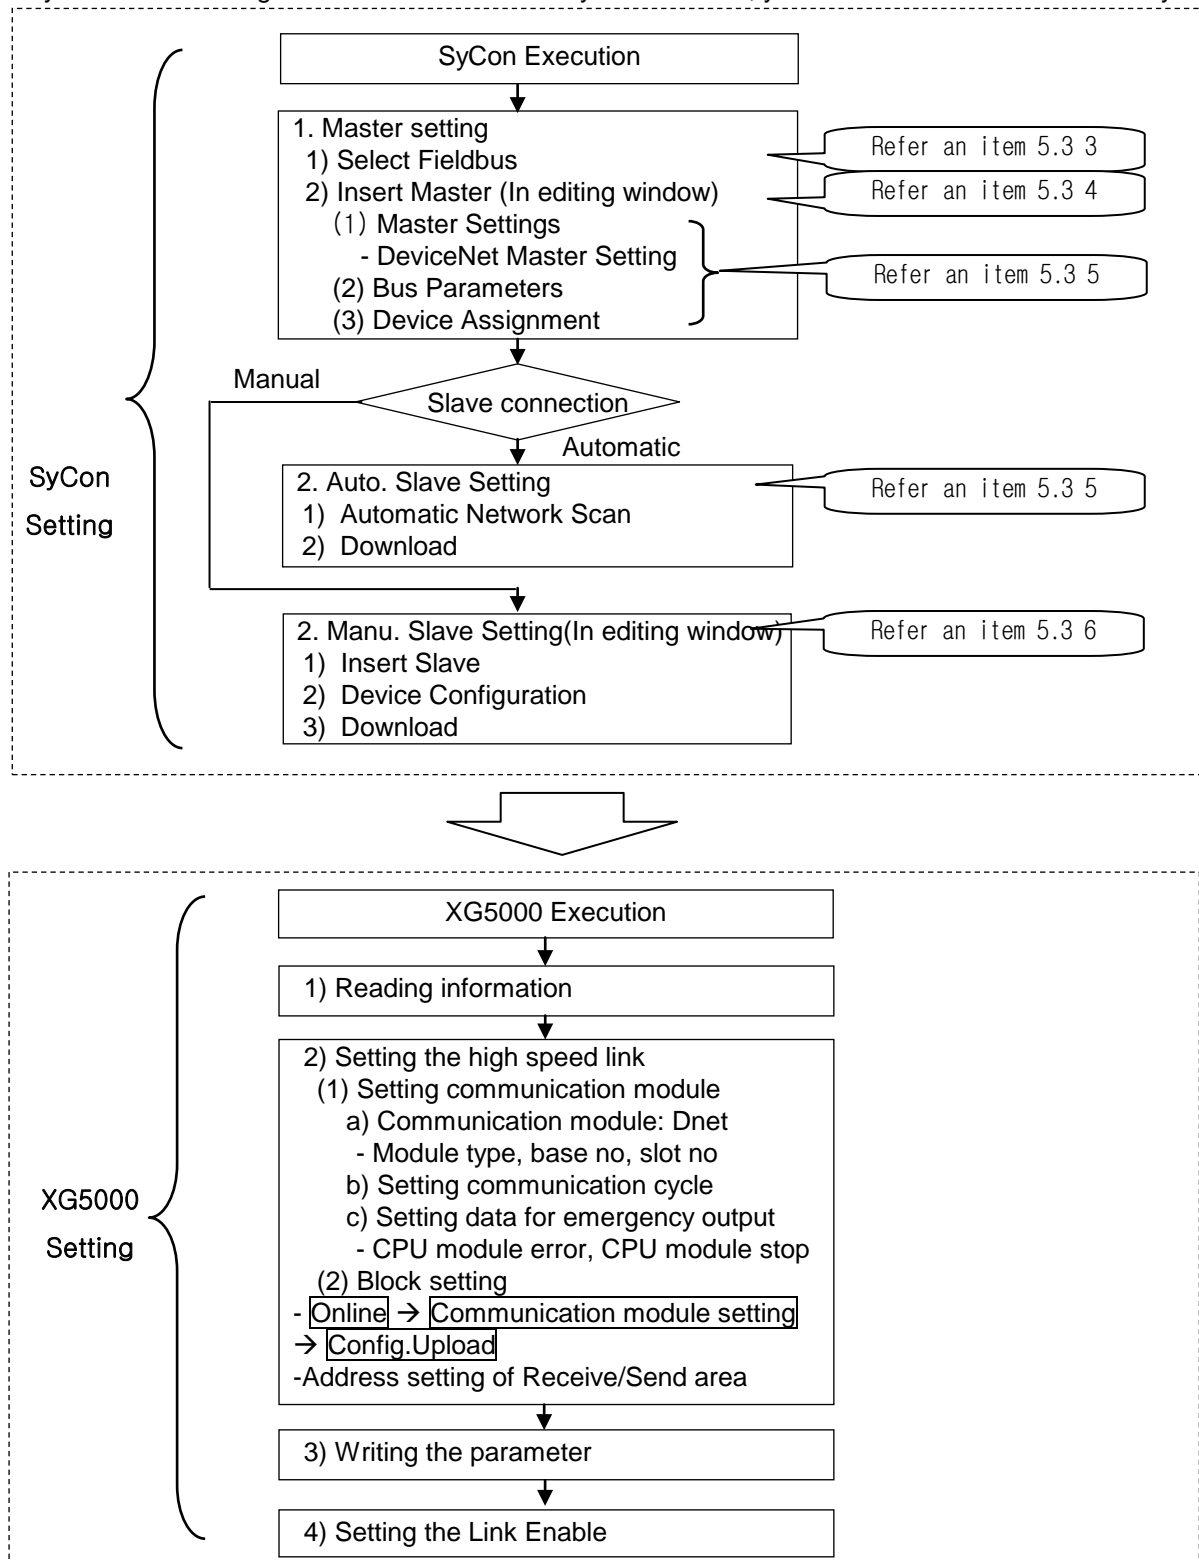 SyCon Execution
1. Master setting
1) Select Fieldbus
2) Insert Master (In editing window)
(1) Master Settings
- DeviceNet Master Setting
(2) Bus Parameters
(3) Device Assignment
Refer an item 5.3 3
Refer an item 5.3 4
Refer an item 5.3 5
Manual
Slave connection
Automatic
SyCon
Setting
2. Auto. Slave Setting
1) Automatic Network Scan
2) Download
Refer an item 5.3 5
2. Manu. Slave Setting(In editing window)
1) Insert Slave
2) Device Configuration
3) Download
Refer an item 5.3 6
XG5000 Execution
1) Reading information
2) Setting the high speed link
(1) Setting communication module
a) Communication module: Dnet
- Module type, base no, slot no
b) Setting communication cycle
c) Setting data for emergency output
- CPU module error, CPU module stop
(2) Block setting
- Online → Communication module setting
→ Config.Upload
-Address setting of Receive/Send area
XG5000
Setting
3) Writing the parameter
4) Setting the Link Enable